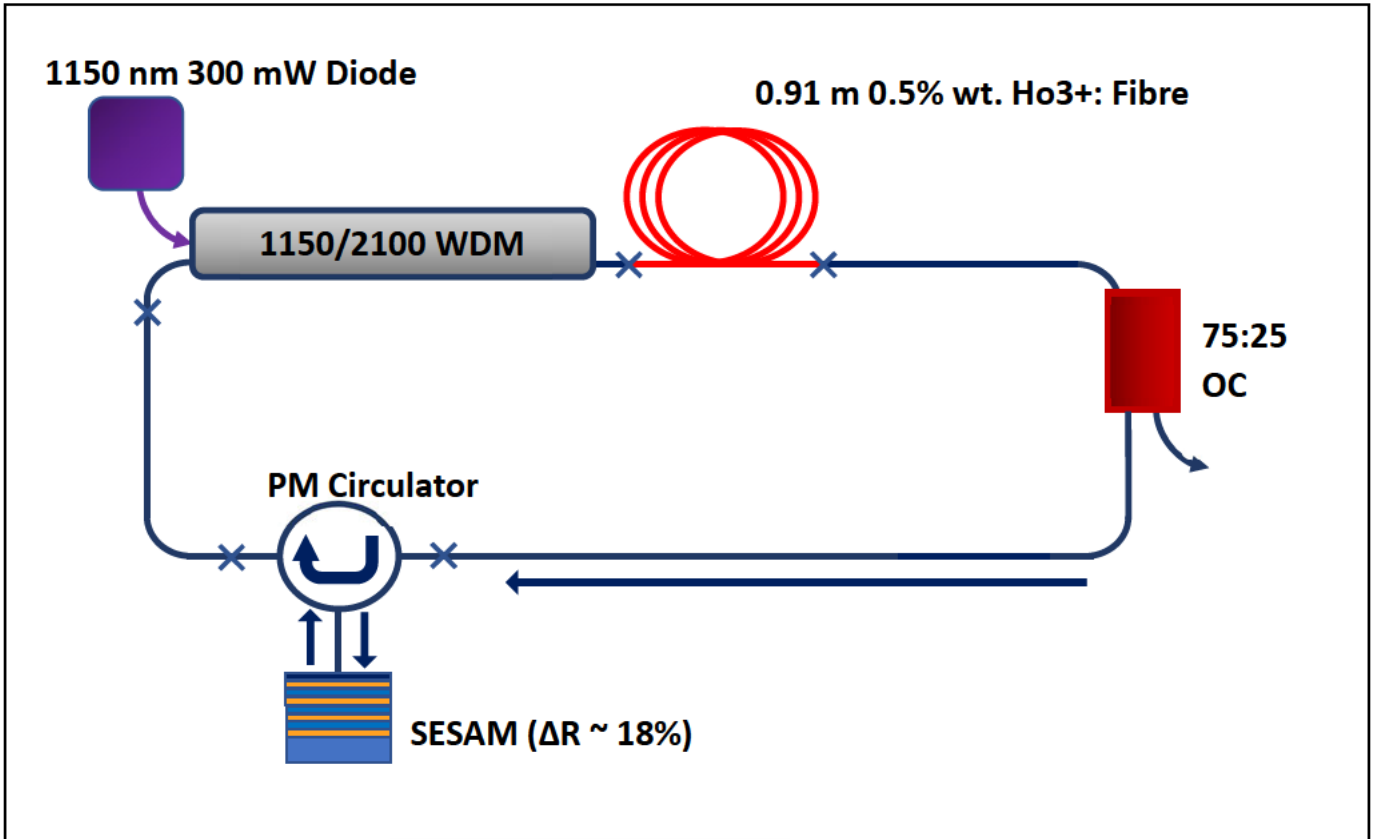 1150 nm 300 mW Diode
0.91 m 0.5% wt. Ho3+: Fibre
1150/2100 WDM
75:25
OC
PM Circulator
SESAM (ΔR ~ 18%)